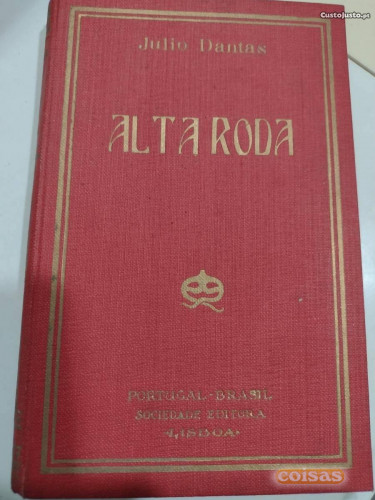 CustoJusto.pt
Julio Dantas
ALTA RODA
PORTUGAL-BRASIL
SOCIEDADE EDITORA
LISBOA
coisas